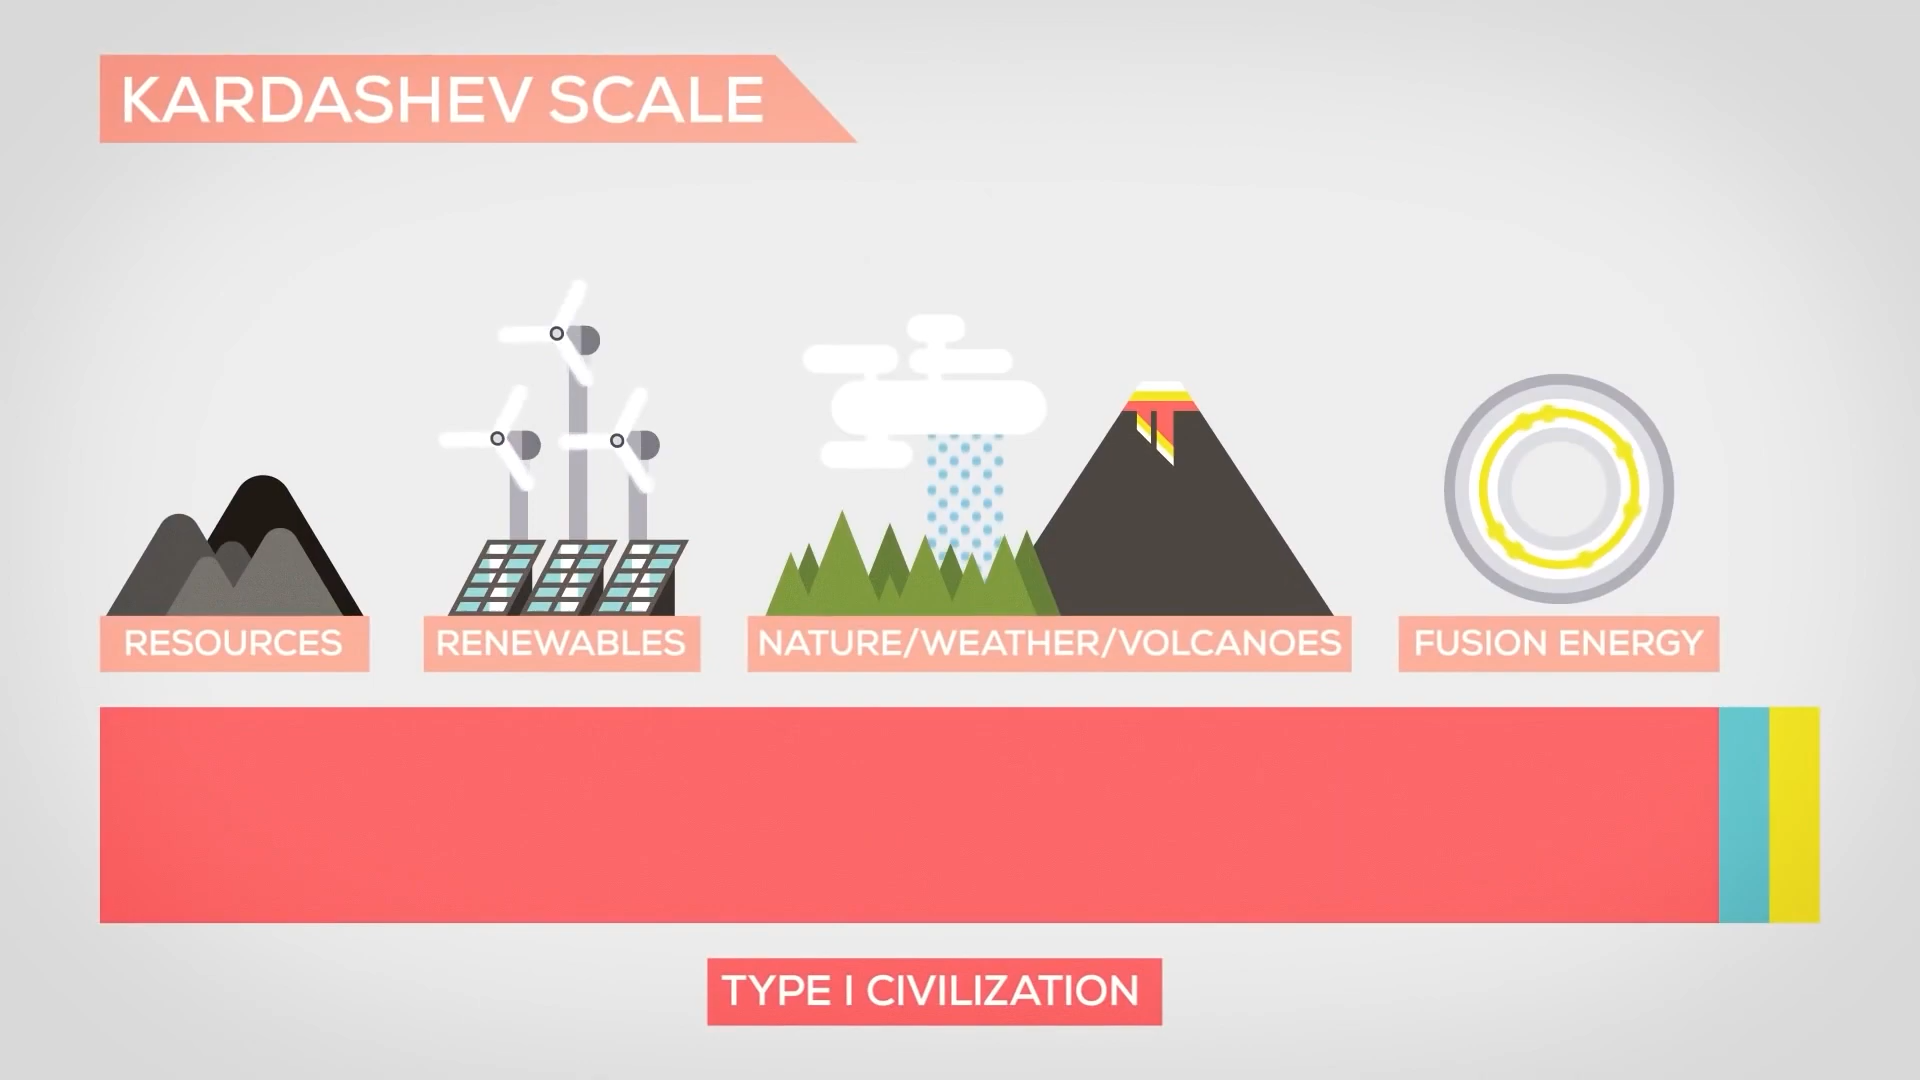 KARDASHEV SCALE
RESOURCES
RENEWABLES
NATURE/WEATHER/VOLCANOES
FUSION ENERGY
TYPE I CIVILIZATION